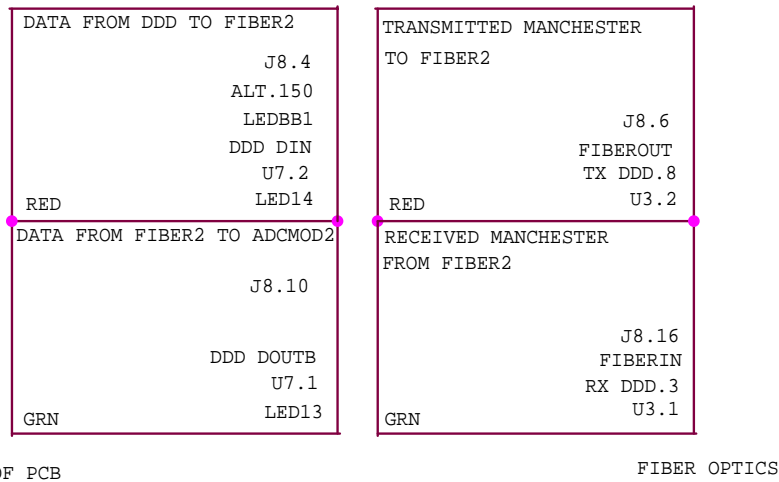 DATA FROM DDD TO FIBER2
J8.4
ALT.150
LEDBB1
DDD DIN
U7.2
LED14
RED
TRANSMITTED MANCHESTER
TO FIBER2
J8.6
FIBEROUT
TX DDD.8
U3.2
RED
DATA FROM FIBER2 TO ADCMOD2
J8.10
DDD DOUTB
U7.1
LED13
GRN
RECEIVED MANCHESTER
FROM FIBER2
J8.16
FIBERIN
RX DDD.3
U3.1
GRN
OF PCB
FIBER OPTICS